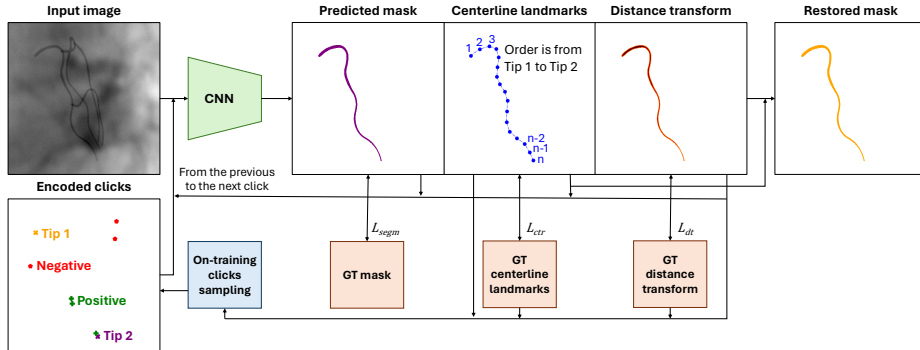 Input image
Predicted mask
Centerline landmarks
Distance transform
Restored mask
CNN
1 2 3
Order is from
Tip 1 to Tip 2
n-2
n-1
n
From the previous
to the next click
Encoded clicks
Tip 1
Negative
Positive
Tip 2
On-training
clicks
sampling
L_segm
GT mask
L_ctr
GT
centerline
landmarks
L_dt
GT
distance
transform